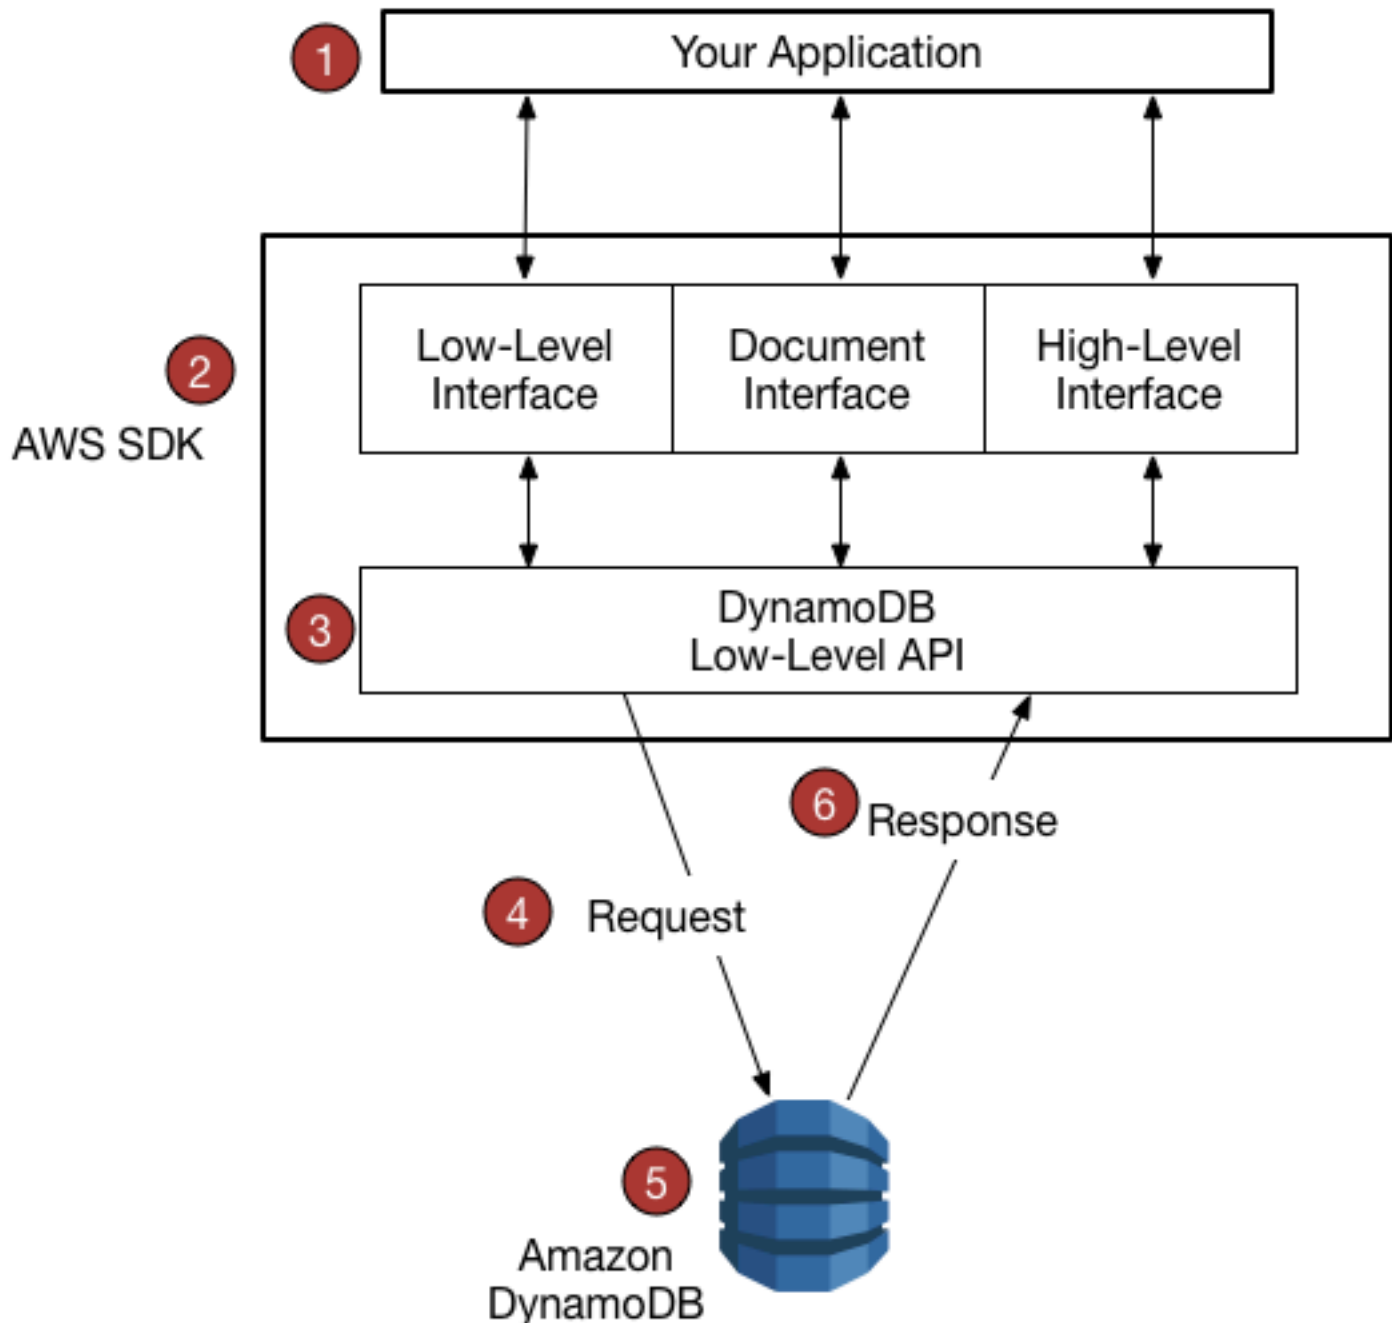 1
Your Application
2
AWS SDK
Low-Level
Interface
Document
Interface
High-Level
Interface
3
DynamoDB
Low-Level API
6
Response
4
Request
5
Amazon
DynamoDB